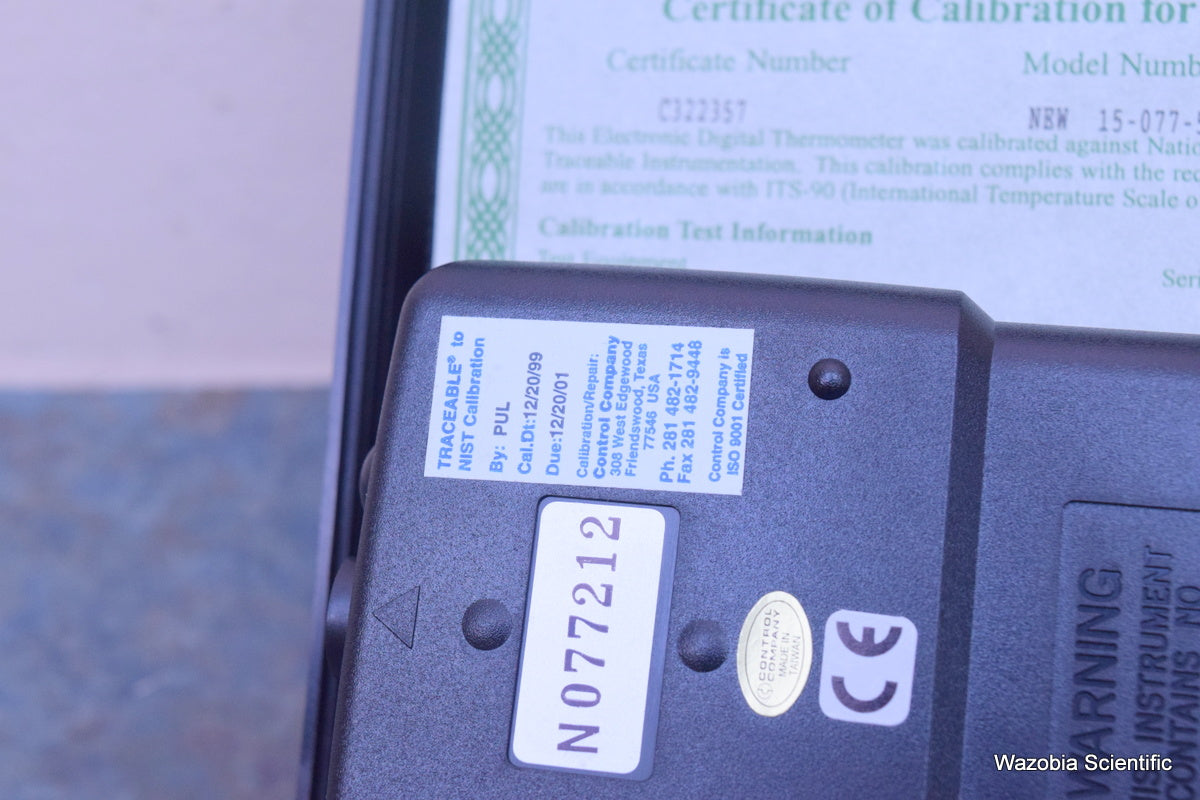 Certificate of Calibration for
Certificate Number
Model Numb
C322357
NEW 15-077-
This Electronic Digital Thermometer was calibrated against Natio
Traceable Instrumentation. This calibration complies with the req
are in accordance with ITS-90 (International Temperature Scale o
Calibration Test Information
Test Equipment
Ser
TRACEABLE® to
NIST Calibration
By: PUL
Cal.Dt:12/20/99
Due:12/20/01
Calibration/Repair:
Control Company
308 West Edgewood
Friendswood, Texas
77546 USA
Ph. 281 482-1714
Fax 281 482-9448
Control Company is
ISO 9001 Certified
N077212
CONTROL
COMPANY
MADE IN
TAIWAN
CE
WARNING
INSTRUMENT
CONTAINS NO
Wazobia Scientific